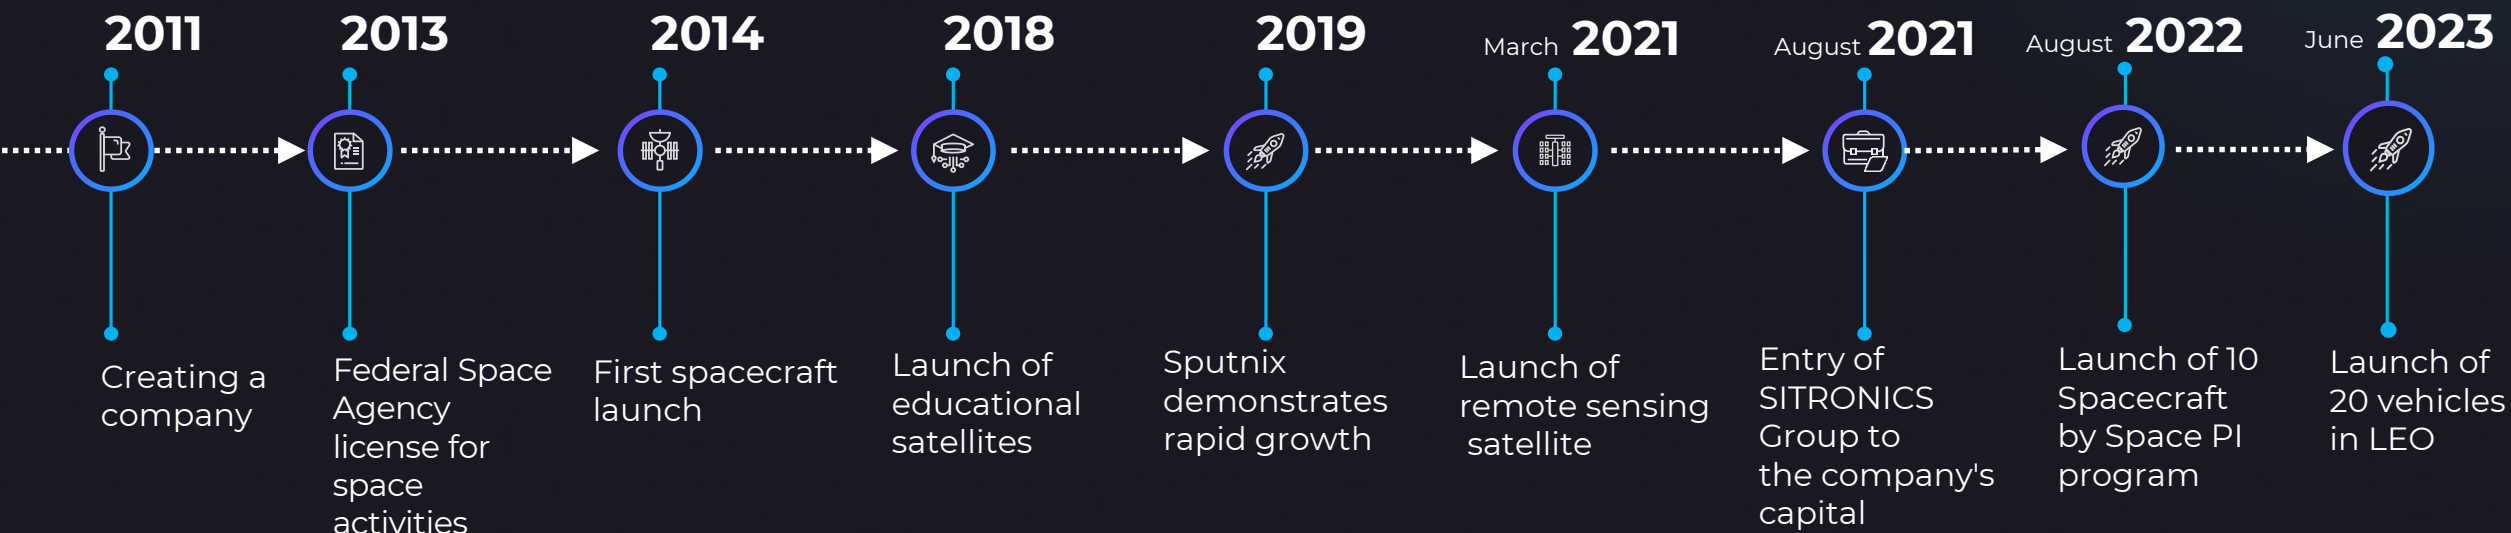 2011
Creating a
company
2013
Federal Space
Agency
license for
space
activities
2014
First spacecraft
launch
2018
Launch of
educational
satellites
2019
Sputnix
demonstrates
rapid growth
March 2021
Launch of
remote sensing
satellite
August 2021
Entry of
SITRONICS
Group to
the company's
capital
August 2022
Launch of 10
Spacecraft
by Space PI
program
June 2023
Launch of
20 vehicles
in LEO